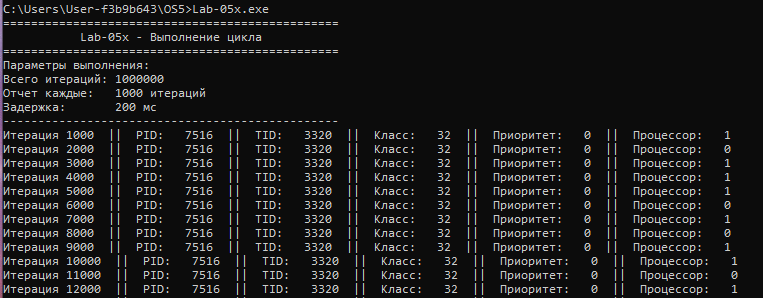 C:\Users\User-f3b9b643\OS5>Lab-05x.exe
================================================
Lab-05x - Выполнение цикла
================================================
Параметры выполнения:
Всего итераций: 1000000
Отчет каждые:   1000 итераций
Задержка:       200 мс
------------------------------------------------
Итерация 1000  ||  PID:   7516  ||  TID:   3320  ||  Класс:   32  ||  Приоритет:   0  ||  Процессор:   1
Итерация 2000  ||  PID:   7516  ||  TID:   3320  ||  Класс:   32  ||  Приоритет:   0  ||  Процессор:   0
Итерация 3000  ||  PID:   7516  ||  TID:   3320  ||  Класс:   32  ||  Приоритет:   0  ||  Процессор:   1
Итерация 4000  ||  PID:   7516  ||  TID:   3320  ||  Класс:   32  ||  Приоритет:   0  ||  Процессор:   1
Итерация 5000  ||  PID:   7516  ||  TID:   3320  ||  Класс:   32  ||  Приоритет:   0  ||  Процессор:   1
Итерация 6000  ||  PID:   7516  ||  TID:   3320  ||  Класс:   32  ||  Приоритет:   0  ||  Процессор:   0
Итерация 7000  ||  PID:   7516  ||  TID:   3320  ||  Класс:   32  ||  Приоритет:   0  ||  Процессор:   1
Итерация 8000  ||  PID:   7516  ||  TID:   3320  ||  Класс:   32  ||  Приоритет:   0  ||  Процессор:   0
Итерация 9000  ||  PID:   7516  ||  TID:   3320  ||  Класс:   32  ||  Приоритет:   0  ||  Процессор:   1
Итерация 10000  ||  PID:   7516  ||  TID:   3320  ||  Класс:   32  ||  Приоритет:   0  ||  Процессор:   1
Итерация 11000  ||  PID:   7516  ||  TID:   3320  ||  Класс:   32  ||  Приоритет:   0  ||  Процессор:   0
Итерация 12000  ||  PID:   7516  ||  TID:   3320  ||  Класс:   32  ||  Приоритет:   0  ||  Процессор:   1